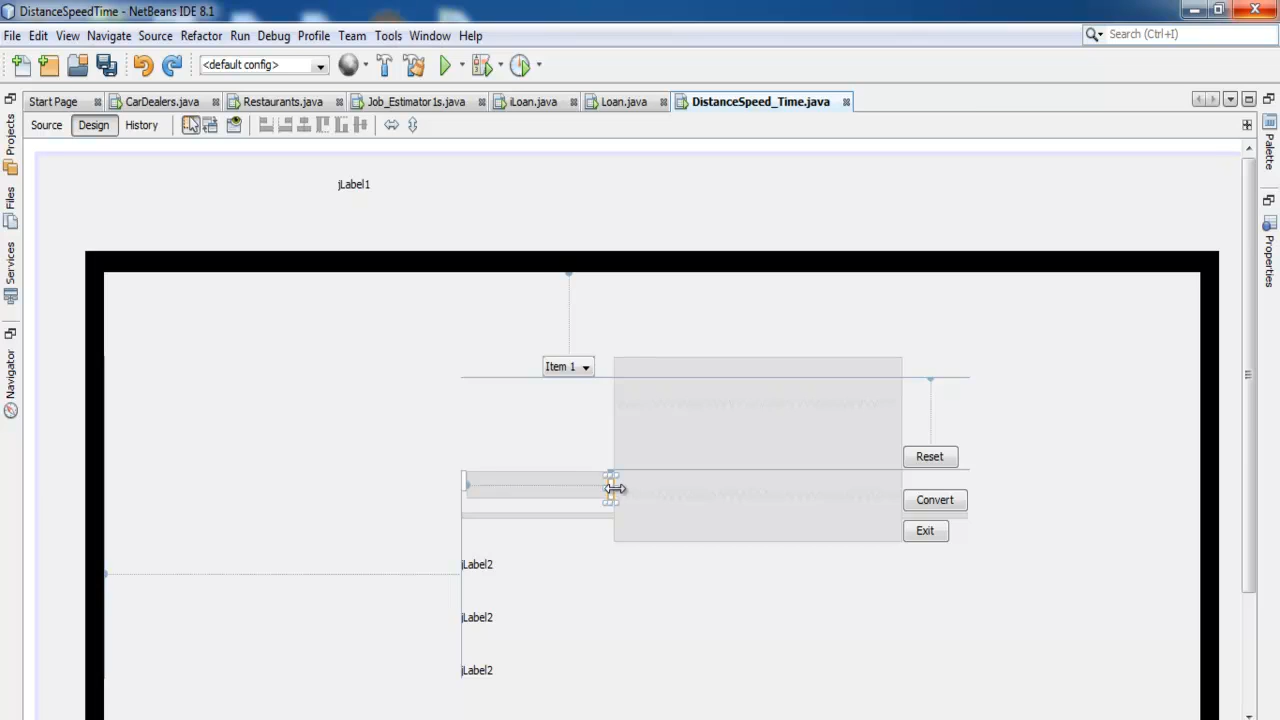 DistanceSpeedTime - NetBeans IDE 8.1
File Edit View Navigate Source Refactor Run Debug Profile Team Tools Window Help
Search (Ctrl+I)
<default config>
Start Page CarDealers.java Restaurants.java Job_Estimator1s.java iLoan.java Loan.java DistanceSpeed_Time.java
Source Design History
Projects
Files
Services
Navigator
Palette
Properties
jLabel1
Item 1
Reset
Convert
Exit
jLabel2
jLabel2
jLabel2